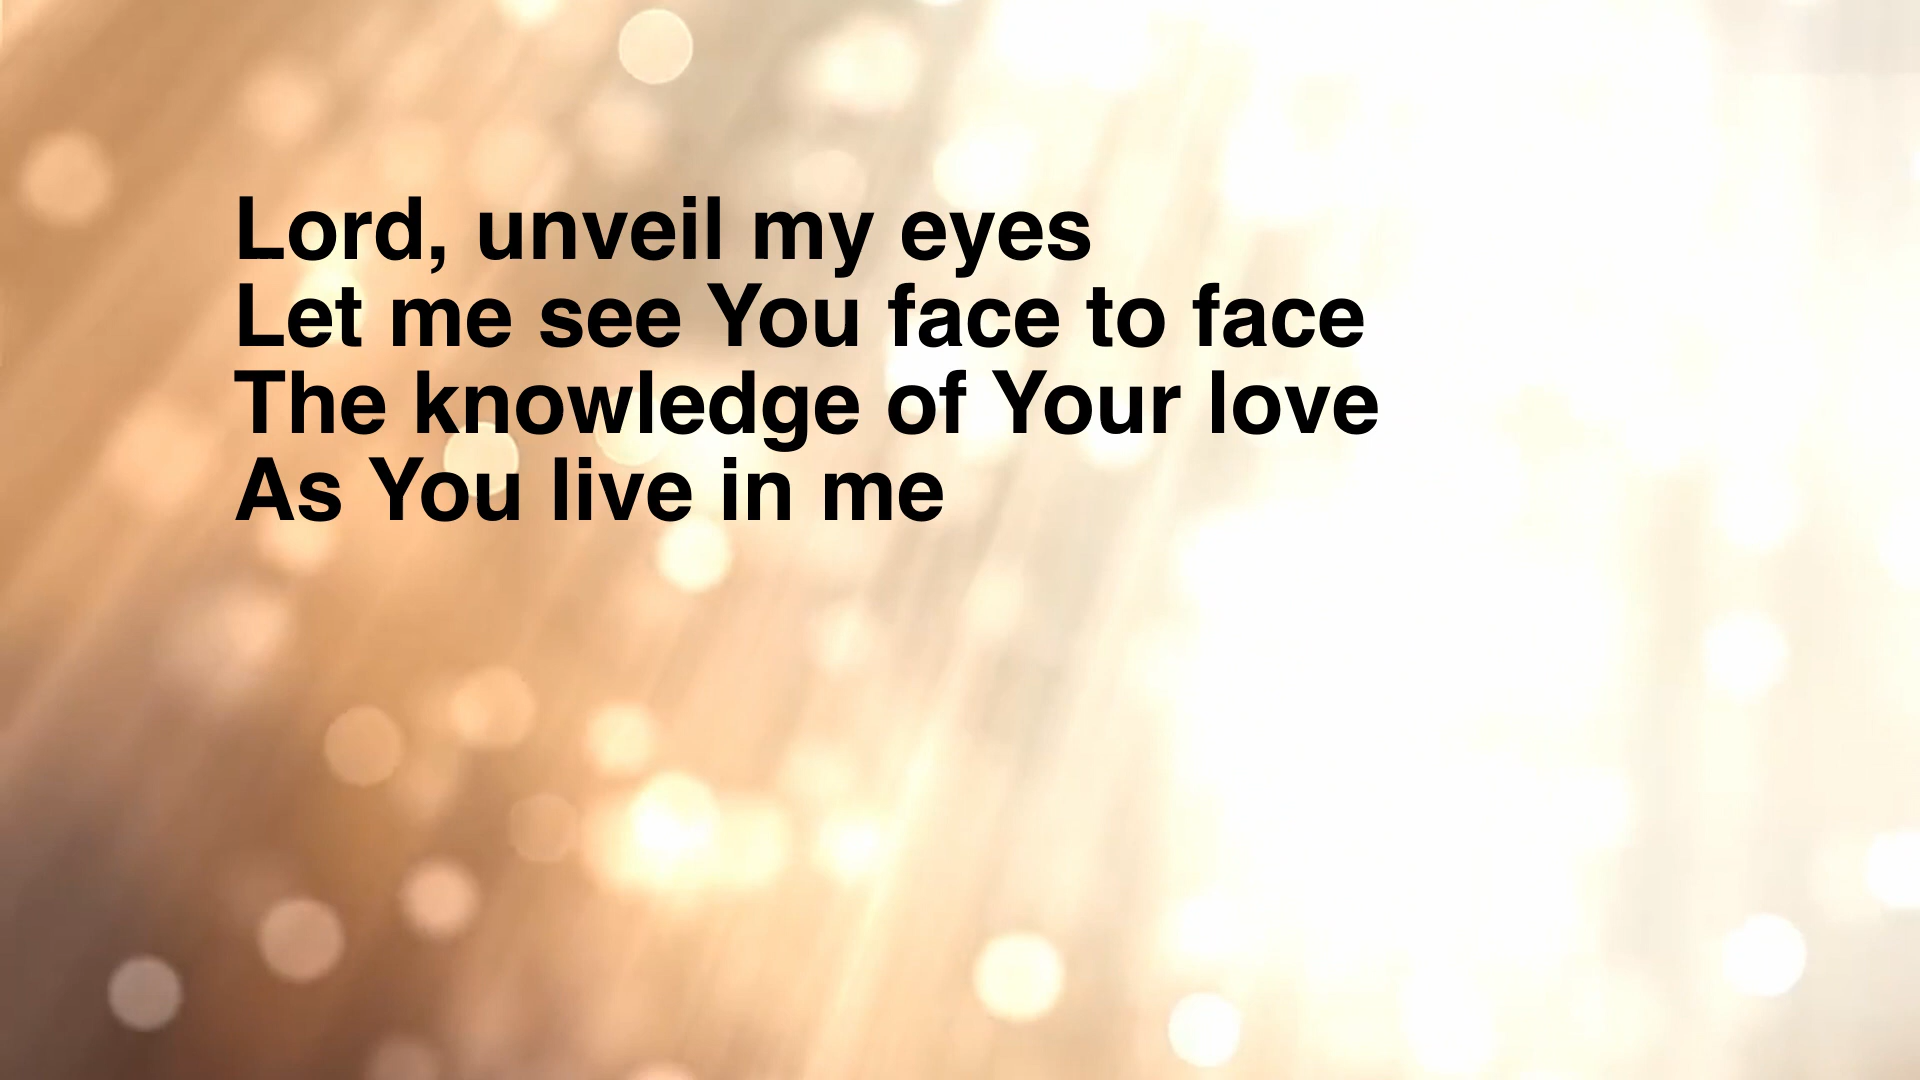 Lord, unveil my eyes
Let me see You face to face
The knowledge of Your love
As You live in me